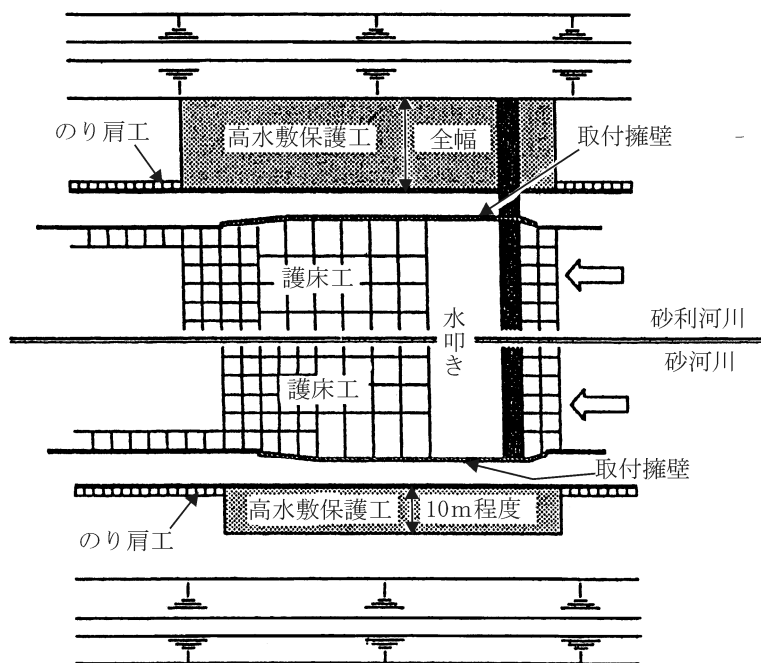 のり肩工
高水敷保護工
全幅
取付擁壁
護床工
水叩き
砂利河川
砂河川
護床工
取付擁壁
高水敷保護工
10m程度
のり肩工